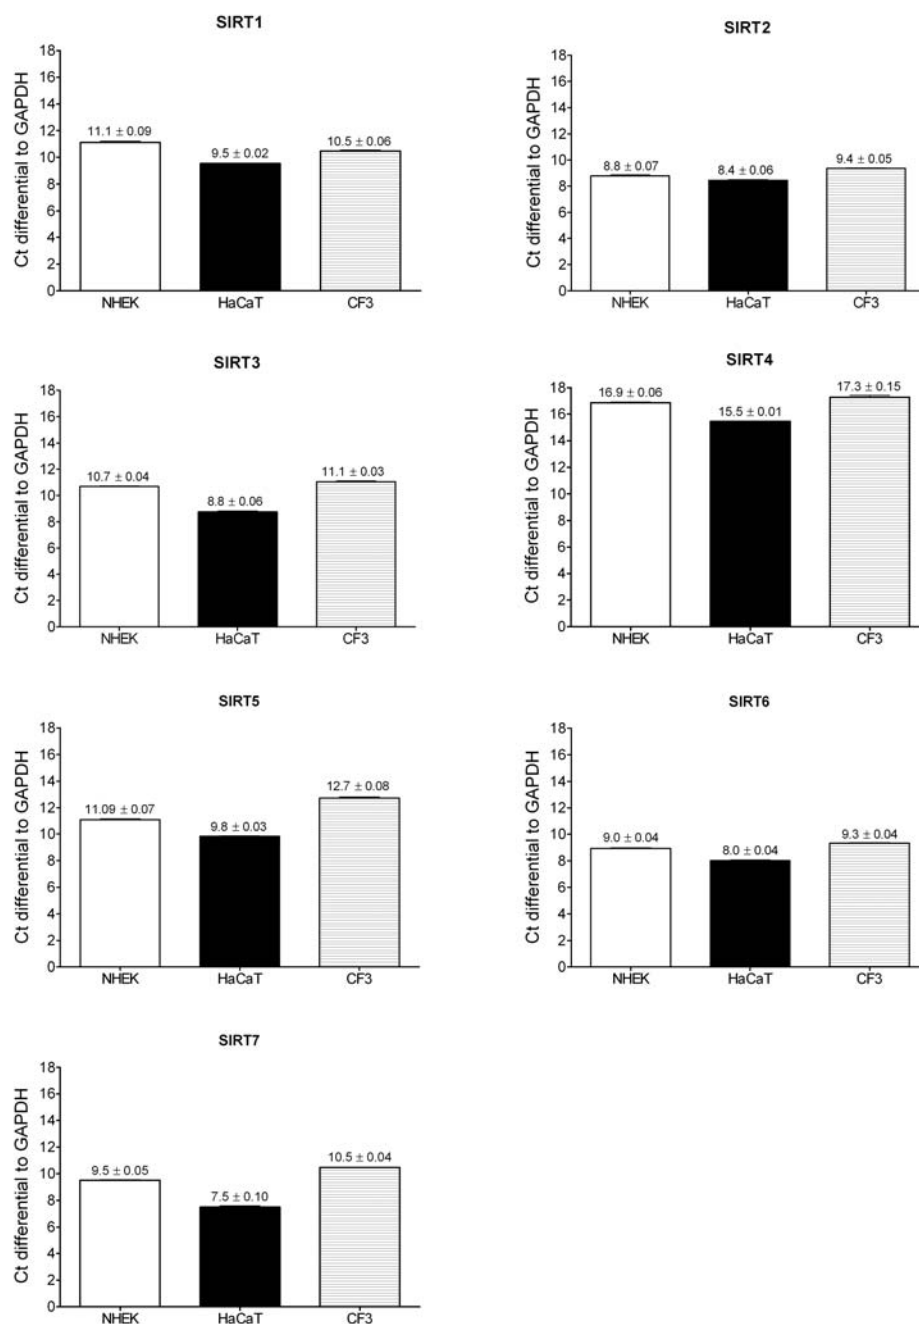 SIRT1
Ct differential to GAPDH
18
16
14
12
10
8
6
4
2
0
11.1 ± 0.09
9.5 ± 0.02
10.5 ± 0.06
NHEK HaCaT CF3
SIRT2
Ct differential to GAPDH
18
16
14
12
10
8
6
4
2
0
8.8 ± 0.07
8.4 ± 0.06
9.4 ± 0.05
NHEK HaCaT CF3
SIRT3
Ct differential to GAPDH
18
16
14
12
10
8
6
4
2
0
10.7 ± 0.04
8.8 ± 0.06
11.1 ± 0.03
NHEK HaCaT CF3
SIRT4
Ct differential to GAPDH
18
16
14
12
10
8
6
4
2
0
16.9 ± 0.06
15.5 ± 0.01
17.3 ± 0.15
NHEK HaCaT CF3
SIRT5
Ct differential to GAPDH
18
16
14
12
10
8
6
4
2
0
11.09 ± 0.07
9.8 ± 0.03
12.7 ± 0.08
NHEK HaCaT CF3
SIRT6
Ct differential to GAPDH
18
16
14
12
10
8
6
4
2
0
9.0 ± 0.04
8.0 ± 0.04
9.3 ± 0.04
NHEK HaCaT CF3
SIRT7
Ct differential to GAPDH
18
16
14
12
10
8
6
4
2
0
9.5 ± 0.05
7.5 ± 0.10
10.5 ± 0.04
NHEK HaCaT CF3